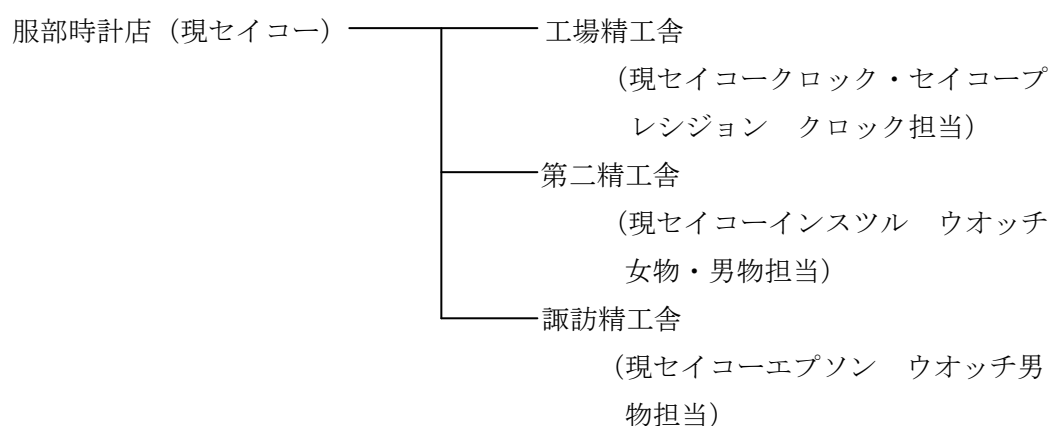 服部時計店（現セイコー）
工場精工舎
（現セイコークロック・セイコープ
レシジョン　クロック担当）
第二精工舎
（現セイコーインスツル　ウオッチ
女物・男物担当）
諏訪精工舎
（現セイコーエプソン　ウオッチ男
物担当）